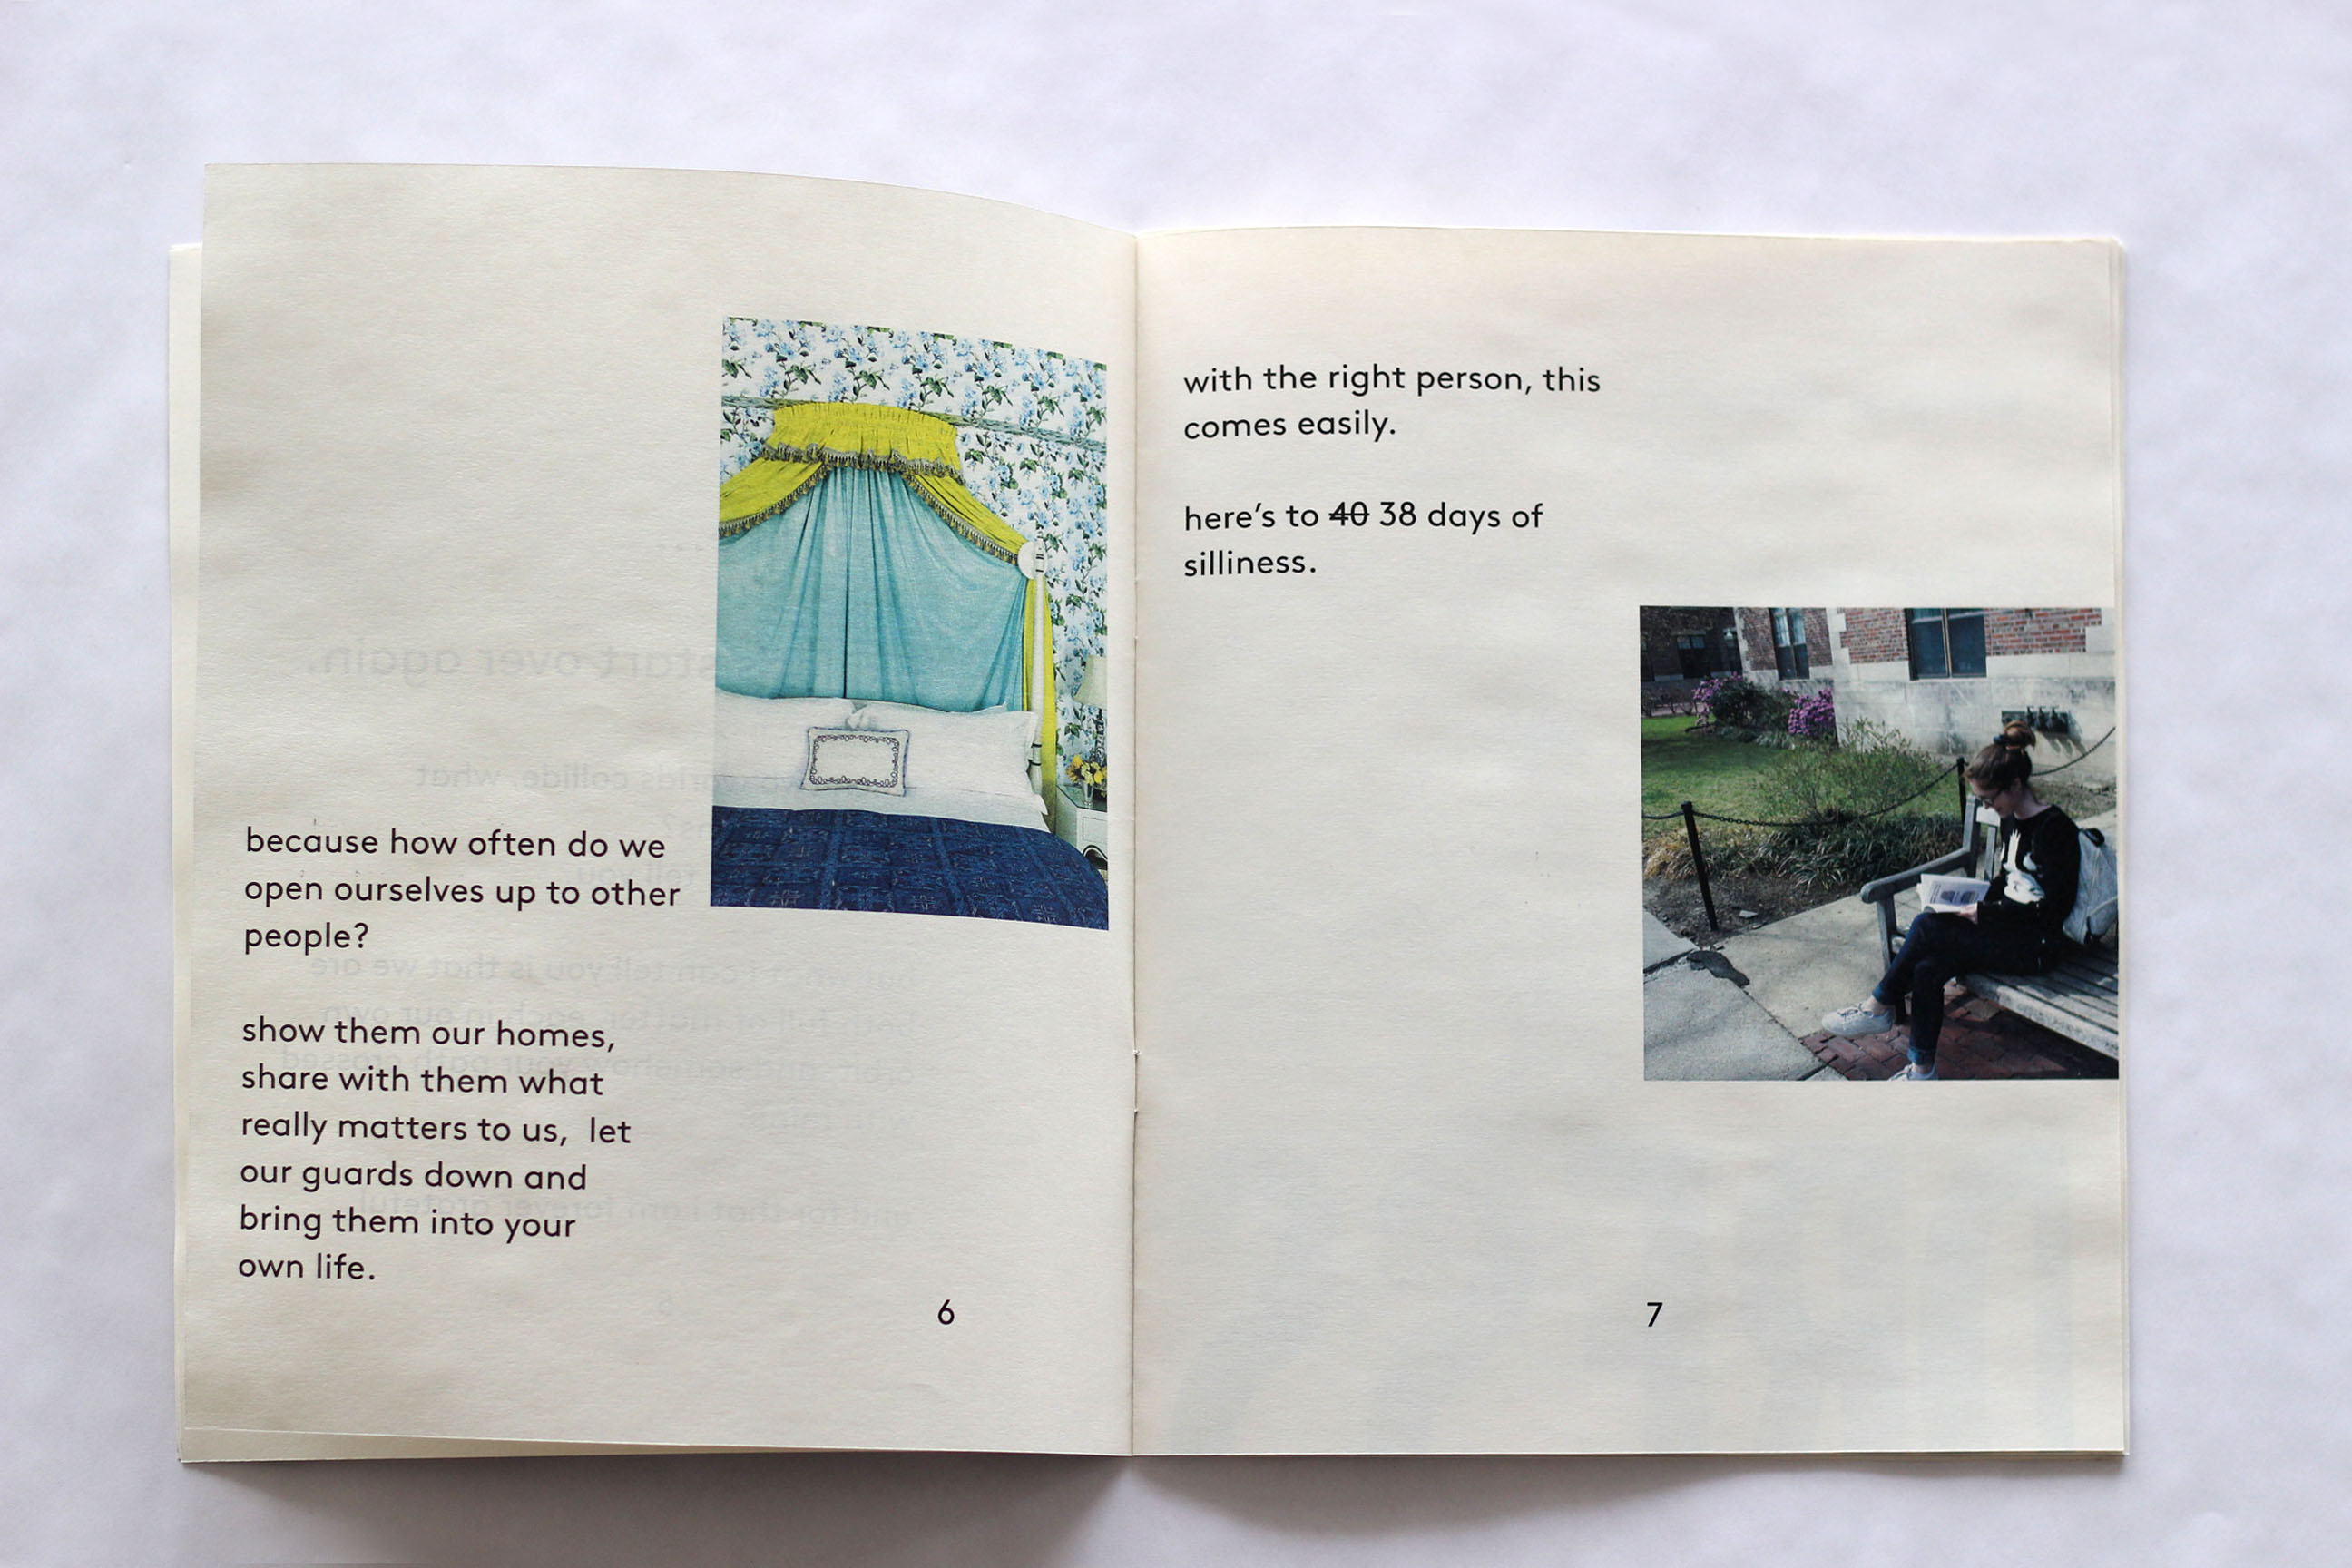 because how often do we
open ourselves up to other
people?
show them our homes,
share with them what
really matters to us,  let
our guards down and
bring them into your
own life.
6
with the right person, this
comes easily.
here's to 40 38 days of
silliness.
7